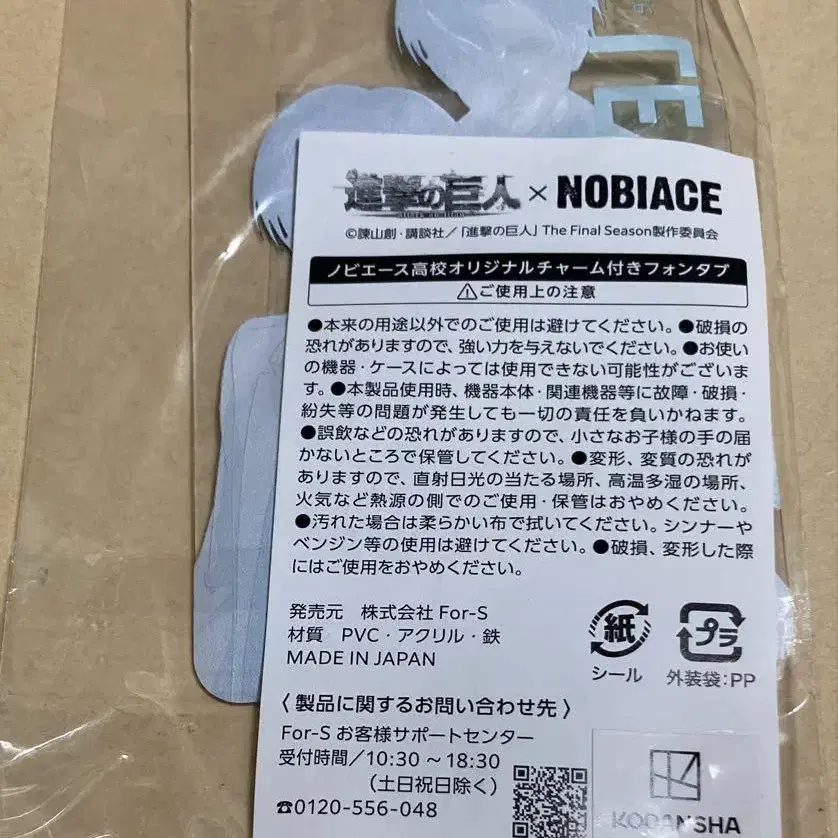 進撃の巨人 × NOBIACE
©諫山創・講談社／「進撃の巨人」The Final Season製作委員会
ノビエース高校オリジナルチャーム付きフォンタブ
⚠ご使用上の注意
●本来の用途以外でのご使用は避けてください。●破損の
恐れがありますので、強い力を与えないでください。●お使い
の機器・ケースによっては使用できない可能性がございま
す。●本製品使用時、機器本体・関連機器等に故障・破損・
紛失等の問題が発生しても一切の責任を負いかねます。
●誤飲などの恐れがありますので、小さなお子様の手の届
かないところで保管してください。●変形、変質の恐れが
ありますので、直射日光の当たる場所、高温多湿の場所、
火気など熱源の側でのご使用・保管はおやめください。
●汚れた場合は柔らかい布で拭いてください。シンナーや
ベンジン等の使用は避けてください。●破損、変形した際
にはご使用をおやめください。
発売元 株式会社 For-S
材質 PVC・アクリル・鉄
MADE IN JAPAN
紙
シール
プラ
外装袋:PP
〈製品に関するお問い合わせ先〉
For-S お客様サポートセンター
受付時間／10:30～18:30
（土日祝日除く）
☎0120-556-048
KODANSHA